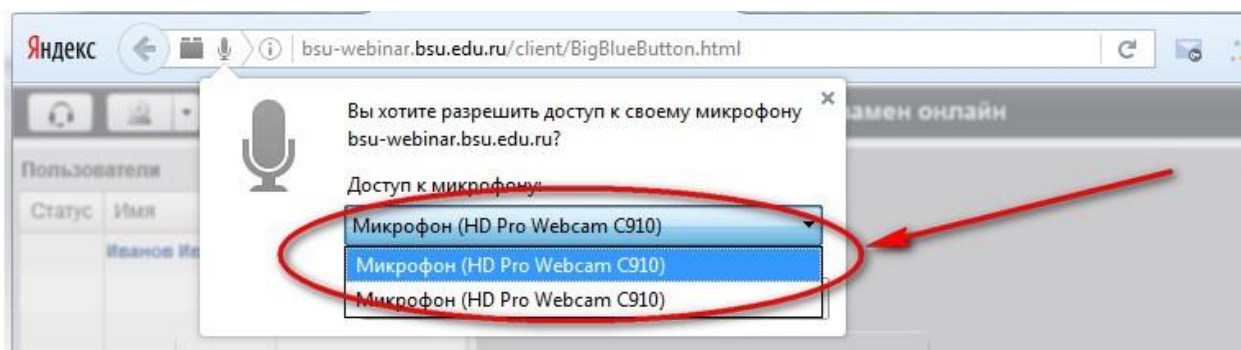 Яндекс bsu-webinar.bsu.edu.ru/client/BigBlueButton.html
Вы хотите разрешить доступ к своему микрофону
замен онлайн
bsu-webinar.bsu.edu.ru?
Пользователи
Доступ к микрофону:
Статус Имя
Микрофон (HD Pro Webcam C910)
Иванов Ив
Микрофон (HD Pro Webcam C910)
Микрофон (HD Pro Webcam C910)